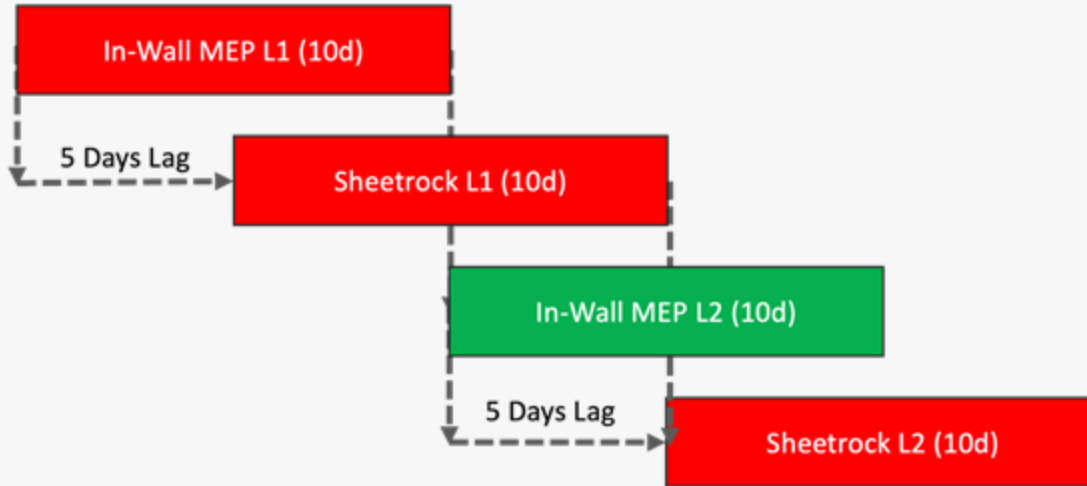 In-Wall MEP L1 (10d)
5 Days Lag
Sheetrock L1 (10d)
In-Wall MEP L2 (10d)
5 Days Lag
Sheetrock L2 (10d)